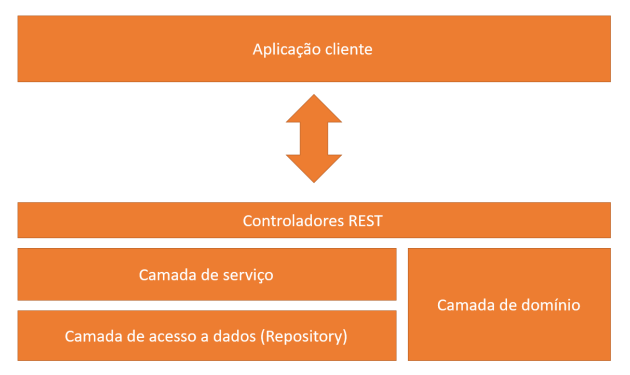 Aplicação cliente
Controladores REST
Camada de serviço
Camada de domínio
Camada de acesso a dados (Repository)